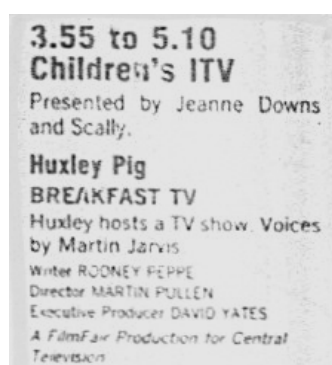 3.55 to 5.10
Children's ITV
Presented by Jeanne Downs
and Scally.
Huxley Pig
BREAKFAST TV
Huxley hosts a TV show. Voices
by Martin Jarvis
Writer RODNEY PEPPE
Director MARTIN PULLEN
Executive Producer DAVID YATES
A FilmFair Production for Central
Television